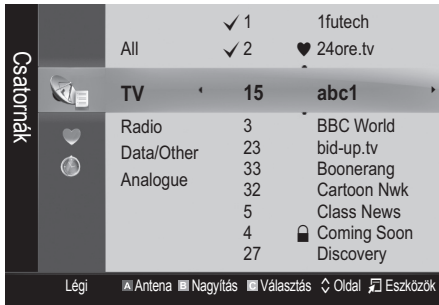 Csatornák
1 1futech
All 2 24ore.tv
TV 15 abc1
Radio 3 BBC World
Data/Other 23 bid-up.tv
Analogue 33 Boonerang
32 Cartoon Nwk
5 Class News
4 Coming Soon
27 Discovery
Légi A Antena B Nagyítás C Választás Oldal Eszközök